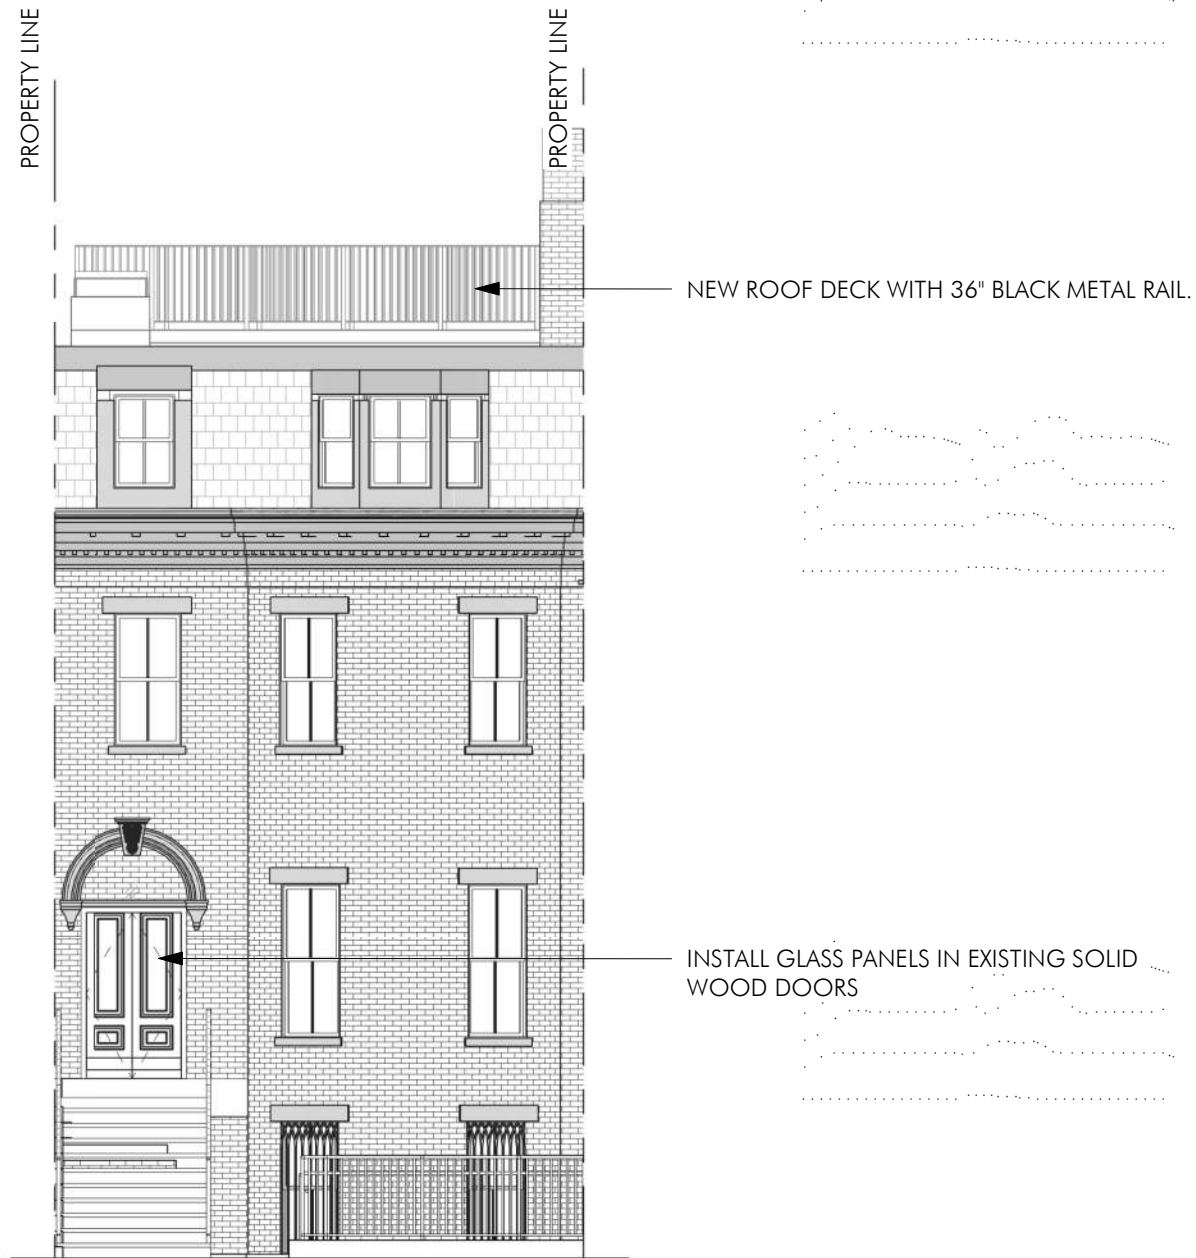 PROPERTY LINE
PROPERTY LINE
NEW ROOF DECK WITH 36" BLACK METAL RAIL.
INSTALL GLASS PANELS IN EXISTING SOLID
WOOD DOORS